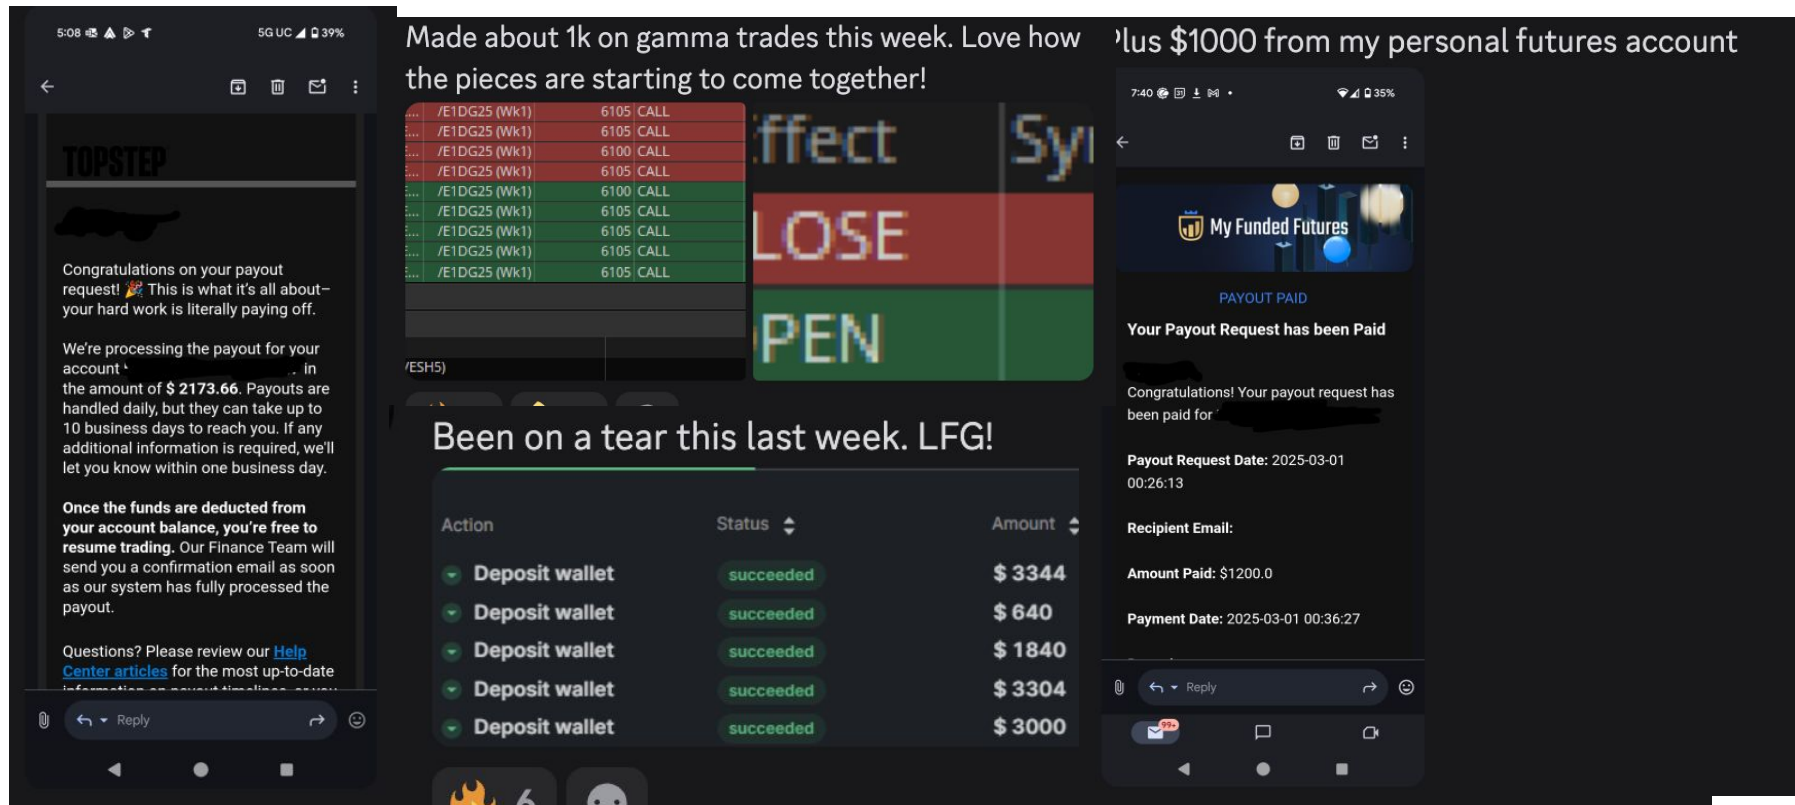 5:08
5G UC 39%
TOPSTEP
Congratulations on your payout
request! 🎉 This is what it's all about–
your hard work is literally paying off.
We're processing the payout for your
account in
the amount of $ 2173.66. Payouts are
handled daily, but they can take up to
10 business days to reach you. If any
additional information is required, we'll
let you know within one business day.
Once the funds are deducted from
your account balance, you're free to
resume trading. Our Finance Team will
send you a confirmation email as soon
as our system has fully processed the
payout.
Questions? Please review our Help
Center articles for the most up-to-date
information on payout timelines, or you
Reply
Made about 1k on gamma trades this week. Love how
the pieces are starting to come together!
E... /E1DG25 (Wk1) 6105 CALL
E... /E1DG25 (Wk1) 6105 CALL
E... /E1DG25 (Wk1) 6100 CALL
E... /E1DG25 (Wk1) 6105 CALL
E... /E1DG25 (Wk1) 6100 CALL
E... /E1DG25 (Wk1) 6105 CALL
E... /E1DG25 (Wk1) 6105 CALL
E... /E1DG25 (Wk1) 6105 CALL
E... /E1DG25 (Wk1) 6105 CALL
/ESH5)
ffect Sy
LOSE
PEN
Been on a tear this last week. LFG!
Action Status Amount
Deposit wallet succeeded $ 3344
Deposit wallet succeeded $ 640
Deposit wallet succeeded $ 1840
Deposit wallet succeeded $ 3304
Deposit wallet succeeded $ 3000
6
Plus $1000 from my personal futures account
7:40 31
35%
My Funded Futures
PAYOUT PAID
Your Payout Request has been Paid
Congratulations! Your payout request has
been paid for
Payout Request Date: 2025-03-01
00:26:13
Recipient Email:
Amount Paid: $1200.0
Payment Date: 2025-03-01 00:36:27
Reply
99+